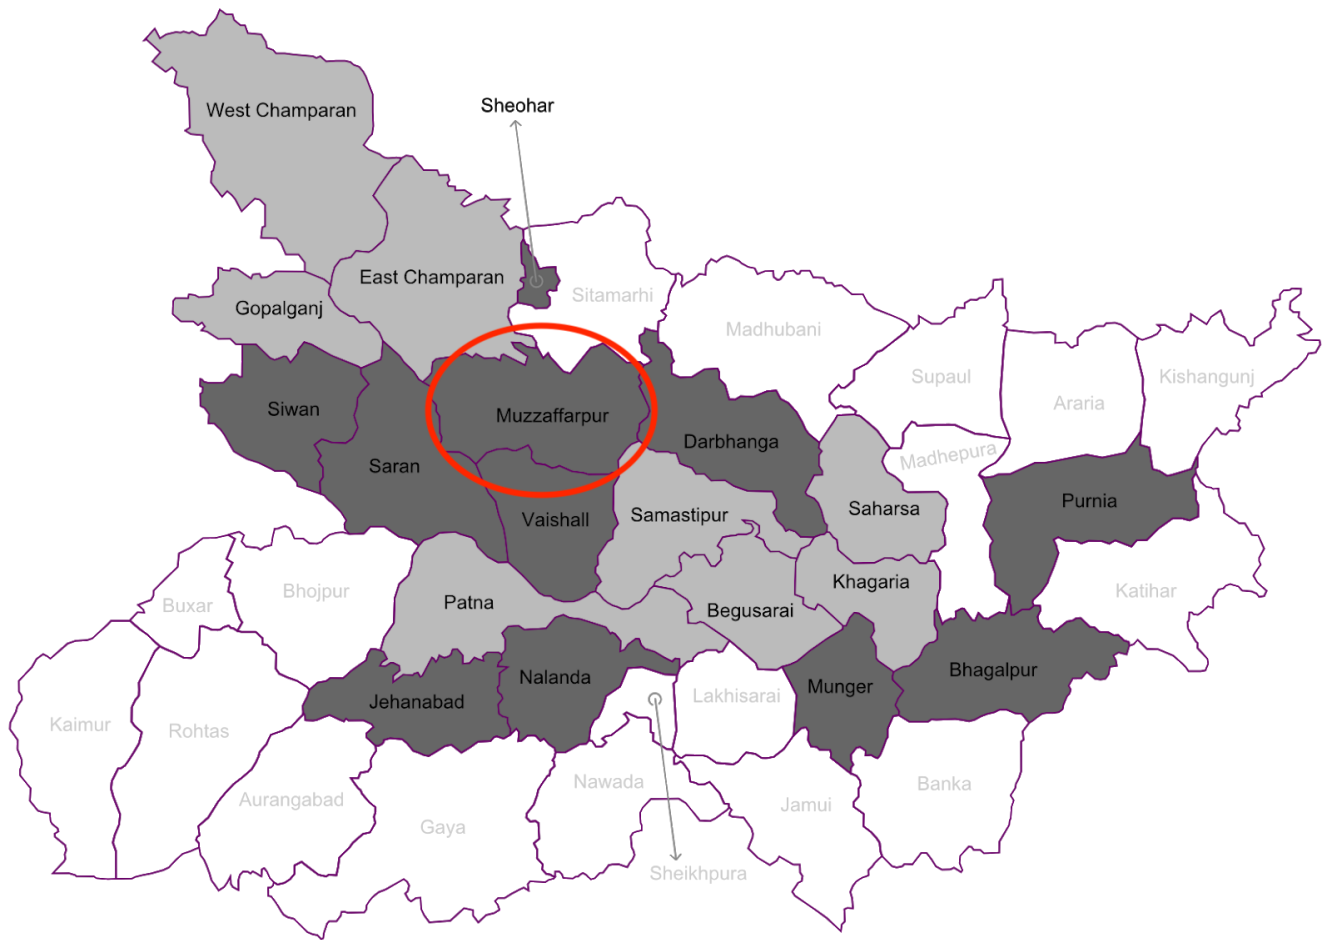 Sheohar
West Champaran
East Champaran
Sitamarhi
Gopalganj
Madhubani
Supaul
Kishangunj
Araria
Siwan
Muzzaffarpur
Darbhanga
Madhepura
Saran
Purnia
Vaishall
Samastipur
Saharsa
Khagaria
Katihar
Bhojpur
Buxar
Patna
Begusarai
Bhagalpur
Nalanda
Munger
Jehanabad
Lakhisarai
Kaimur
Rohtas
Nawada
Banka
Aurangabad
Jamui
Gaya
Sheikhpura